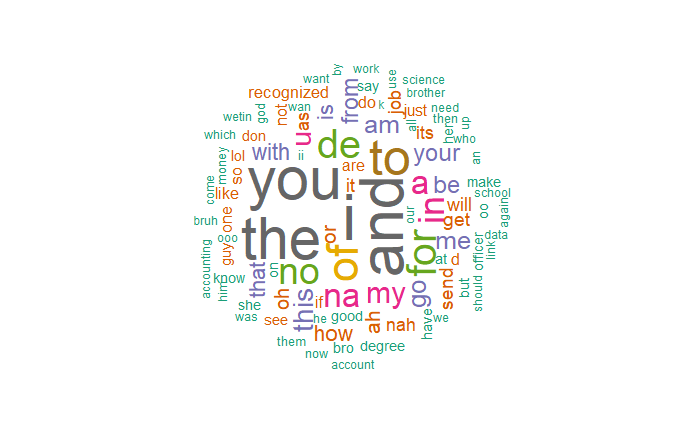 by
want
work
use
science
say
brother
recognized
from
do
k
job
just
need
god
wan
not
is
then
up
wetin
as
am
all
its
her
who
which
don
u
de
to
your
an
lol
with
are
money
so
it
a
be
make
come
like
you
i
and
in
will
school
bruh
one
the
or
of
our
get
oo
again
ooo
guy
no
for
me
data
link
accounting
know
that
on
at
d
officer
him
she
oh
this
if
na
my
go
send
but
should
was
see
he
good
ah
nah
have
we
how
them
bro
degree
now
account
ii